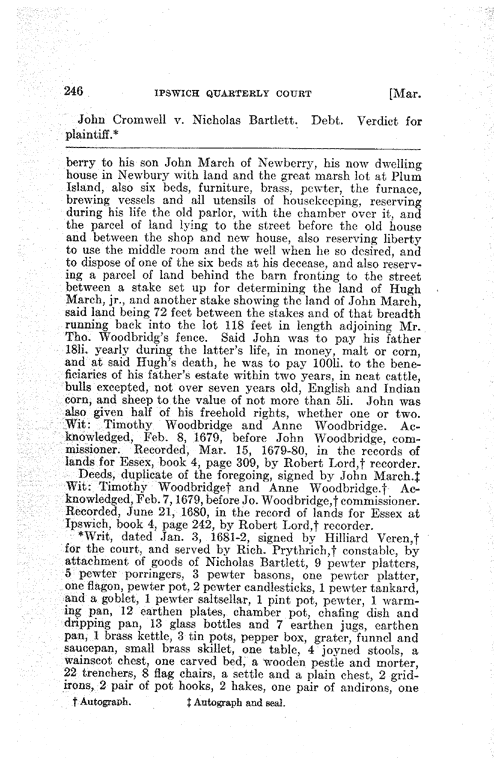 246 IPSWICH QUARTERLY COURT [Mar.
John Cromwell v. Nicholas Bartlett. Debt. Verdict for
plaintiff.*
berry to his son John March of Newberry, his now dwelling
house in Newbury with land and the great marsh lot at Plum
Island, also six beds, furniture, brass, pewter, the furnace,
brewing vessels and all utensils of housekeeping, reserving
during his life the old parlor, with the chamber over it, and
the parcel of land lying to the street before the old house
and between the shop and new house, also reserving liberty
to use the middle room and the well when he so desired, and
to dispose of one of the six beds at his decease, and also reserv-
ing a parcel of land behind the barn fronting to the street
between a stake set up for determining the land of Hugh
March, jr., and another stake showing the land of John March,
said land being 72 feet between the stakes and of that breadth
running back into the lot 118 feet in length adjoining Mr.
Tho. Woodbridg's fence. Said John was to pay his father
18li. yearly during the latter's life, in money, malt or corn,
and at said Hugh's death, he was to pay 100li. to the bene-
ficiaries of his father's estate within two years, in neat cattle,
bulls excepted, not over seven years old, English and Indian
corn, and sheep to the value of not more than 5li. John was
also given half of his freehold rights, whether one or two.
Wit: Timothy Woodbridge and Anne Woodbridge. Ac-
knowledged, Feb. 8, 1679, before John Woodbridge, com-
missioner. Recorded, Mar. 15, 1679-80, in the records of
lands for Essex, book 4, page 309, by Robert Lord,† recorder.
Deeds, duplicate of the foregoing, signed by John March.‡
Wit: Timothy Woodbridge† and Anne Woodbridge.† Ac-
knowledged, Feb. 7, 1679, before Jo. Woodbridge,† commissioner.
Recorded, June 21, 1680, in the record of lands for Essex at
Ipswich, book 4, page 242, by Robert Lord,† recorder.
*Writ, dated Jan. 3, 1681-2, signed by Hilliard Veren,†
for the court, and served by Rich. Prythrich,† constable, by
attachment of goods of Nicholas Bartlett, 9 pewter platters,
5 pewter porringers, 3 pewter basons, one pewter platter,
one flagon, pewter pot, 2 pewter candlesticks, 1 pewter tankard,
and a goblet, 1 pewter saltsellar, 1 pint pot, pewter, 1 warm-
ing pan, 12 earthen plates, chamber pot, chafing dish and
dripping pan, 13 glass bottles and 7 earthen jugs, earthen
pan, 1 brass kettle, 3 tin pots, pepper box, grater, funnel and
saucepan, small brass skillet, one table, 4 joyned stools, a
wainscot chest, one carved bed, a wooden pestle and morter,
22 trenchers, 8 flag chairs, a settle and a plain chest, 2 grid-
irons, 2 pair of pot hooks, 2 hakes, one pair of andirons, one
† Autograph. ‡ Autograph and seal.